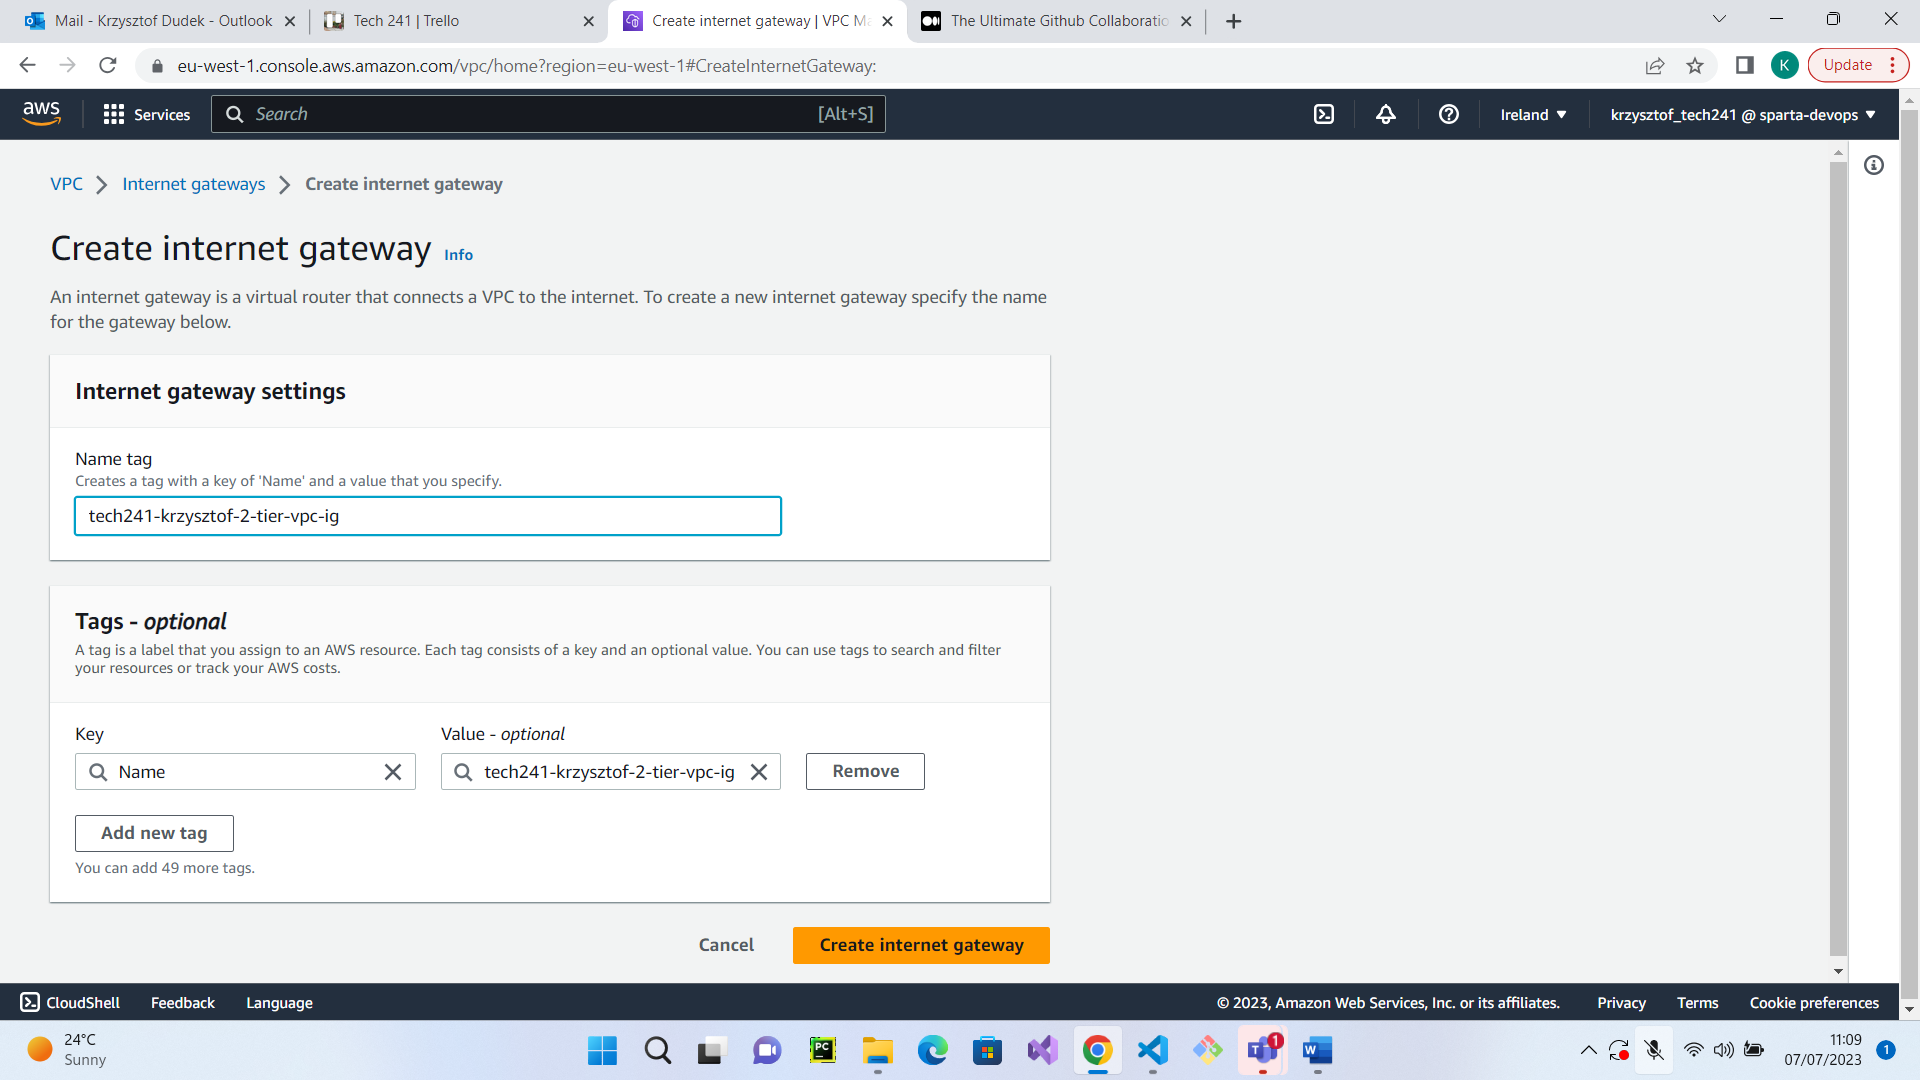 Mail - Krzysztof Dudek - Outlook
Tech 241 | Trello
Create internet gateway | VPC Ma
The Ultimate Github Collaboratio
eu-west-1.console.aws.amazon.com/vpc/home?region=eu-west-1#CreateInternetGateway:
K
Update
aws
Services
Search
[Alt+S]
Ireland
krzysztof_tech241 @ sparta-devops
VPC
Internet gateways
Create internet gateway
Create internet gateway
Info
An internet gateway is a virtual router that connects a VPC to the internet. To create a new internet gateway specify the name
for the gateway below.
Internet gateway settings
Name tag
Creates a tag with a key of 'Name' and a value that you specify.
tech241-krzysztof-2-tier-vpc-ig
Tags - optional
A tag is a label that you assign to an AWS resource. Each tag consists of a key and an optional value. You can use tags to search and filter
your resources or track your AWS costs.
Key
Value - optional
Name
tech241-krzysztof-2-tier-vpc-ig
Remove
Add new tag
You can add 49 more tags.
Cancel
Create internet gateway
CloudShell
Feedback
Language
© 2023, Amazon Web Services, Inc. or its affiliates.
Privacy
Terms
Cookie preferences
24°C
Sunny
PC
T
1
W
11:09
07/07/2023
1